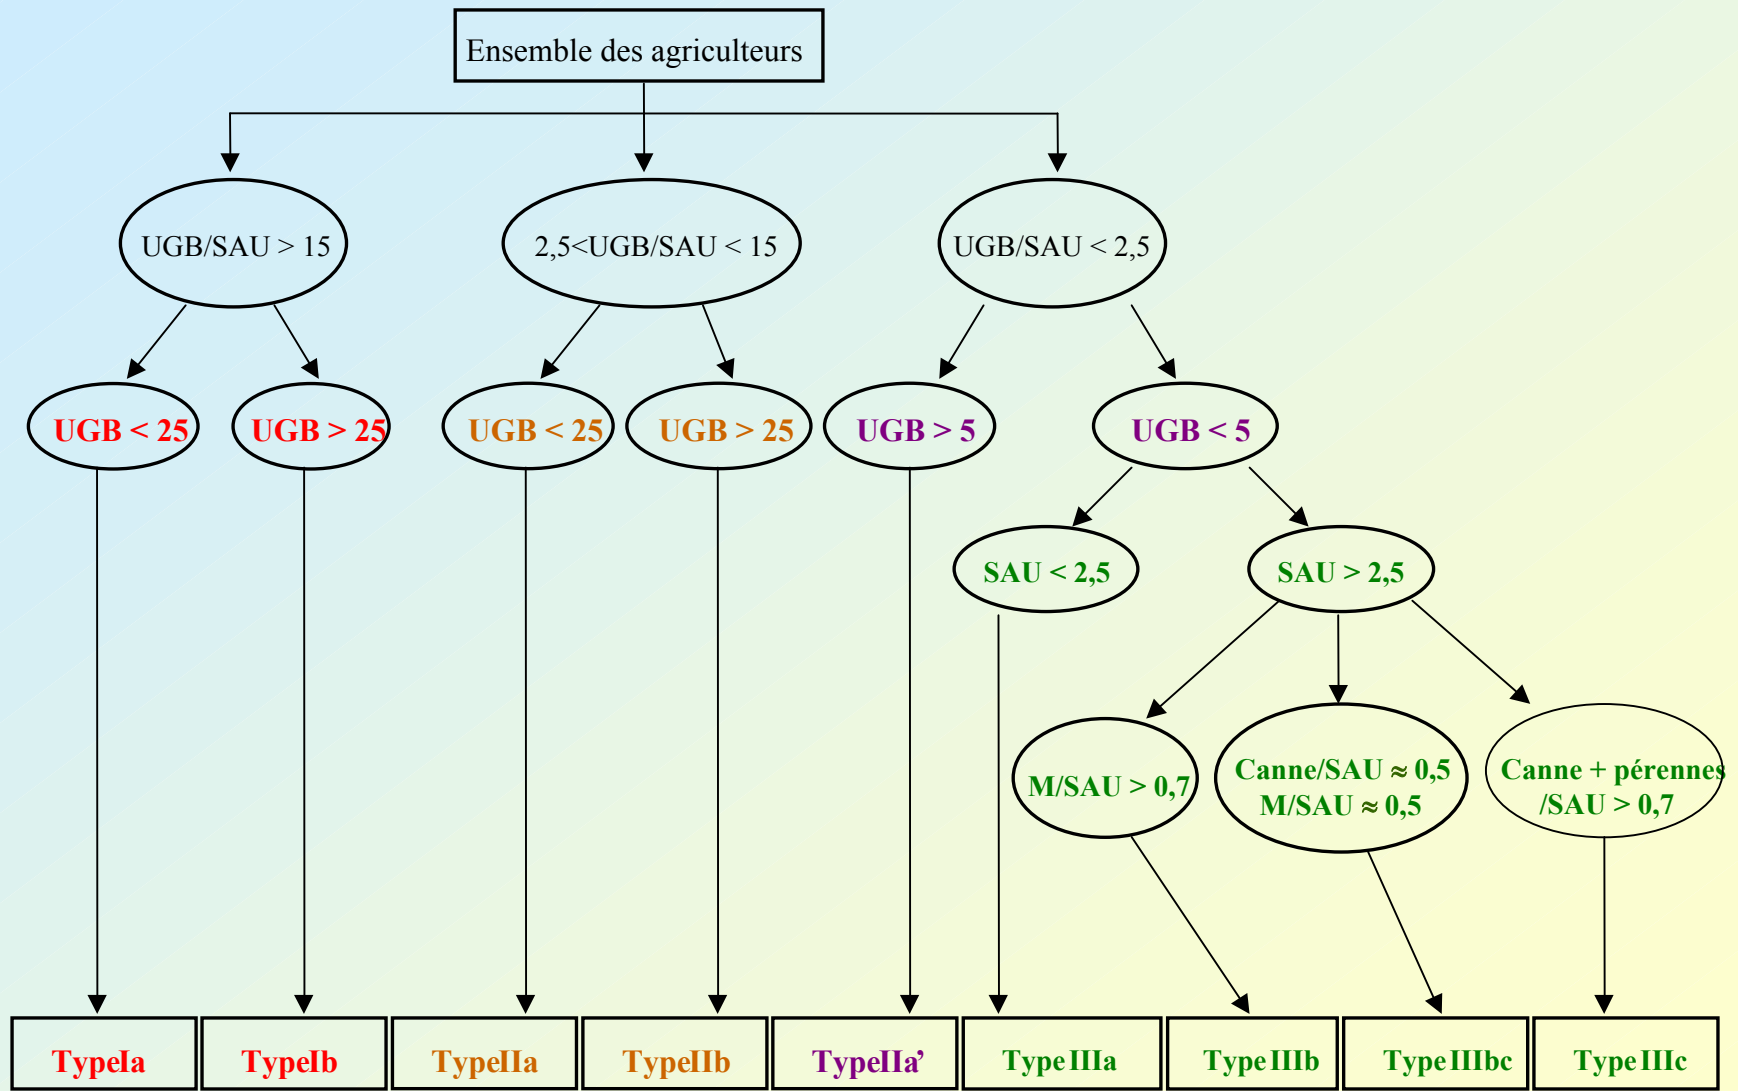 Ensemble des agriculteurs
UGB/SAU > 15
2,5<UGB/SAU < 15
UGB/SAU < 2,5
UGB < 25
UGB > 25
UGB < 25
UGB > 25
UGB > 5
UGB < 5
SAU < 2,5
SAU > 2,5
M/SAU > 0,7
Canne/SAU ≈ 0,5
M/SAU ≈ 0,5
Canne + pérennes
/SAU > 0,7
TypeIa
TypeIb
TypeIIa
TypeIIb
TypeIIa’
Type IIIa
Type IIIb
Type IIIbc
Type IIIc